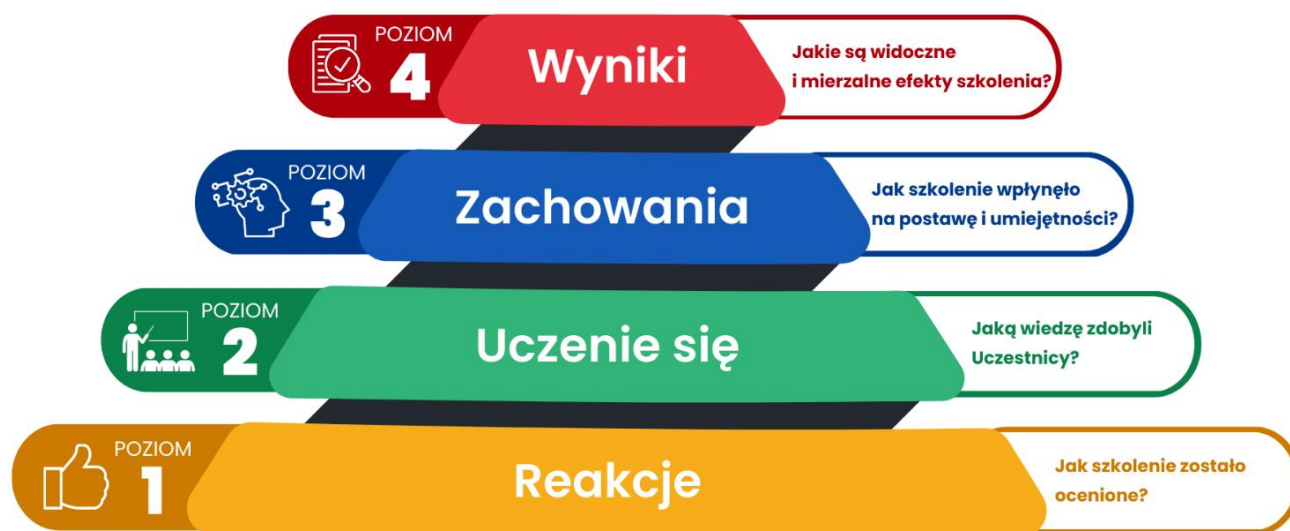 POZIOM
4
Wyniki
Jakie są widoczne
i mierzalne efekty szkolenia?
POZIOM
3
Zachowania
Jak szkolenie wpłynęło
na postawę i umiejętności?
POZIOM
2
Uczenie się
Jaką wiedzę zdobyli
Uczestnicy?
POZIOM
1
Reakcje
Jak szkolenie zostało
ocenione?